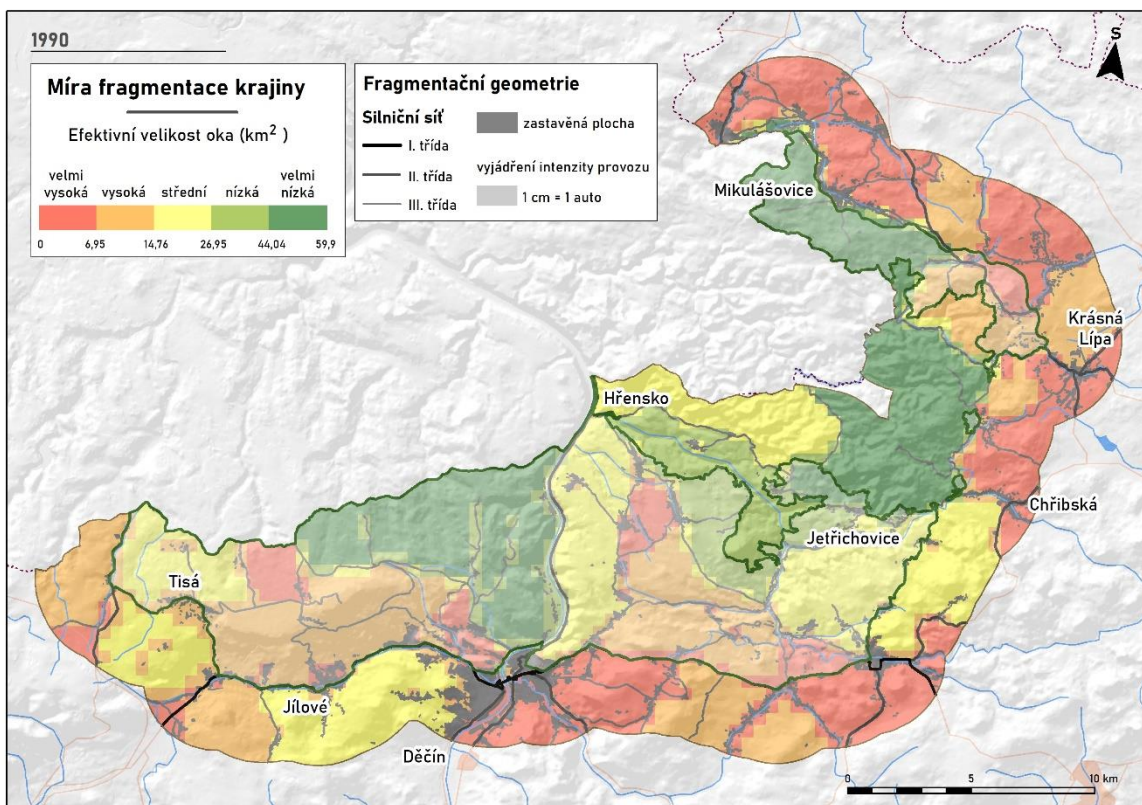 1990
Míra fragmentace krajiny
Efektivní velikost oka (km² )
velmi vysoká
vysoká
střední
nízká
velmi nízká
0
6,95
14,76
26,95
44,04
59,9
Fragmentační geometrie
Silniční síť
I. třída
II. třída
III. třída
zastavěná plocha
vyjádření intenzity provozu
1 cm = 1 auto
S
Mikulášovice
Krásná
Lípa
Hřensko
Chřibská
Jetřichovice
Tisá
Jílové
Děčín
0
5
10 km